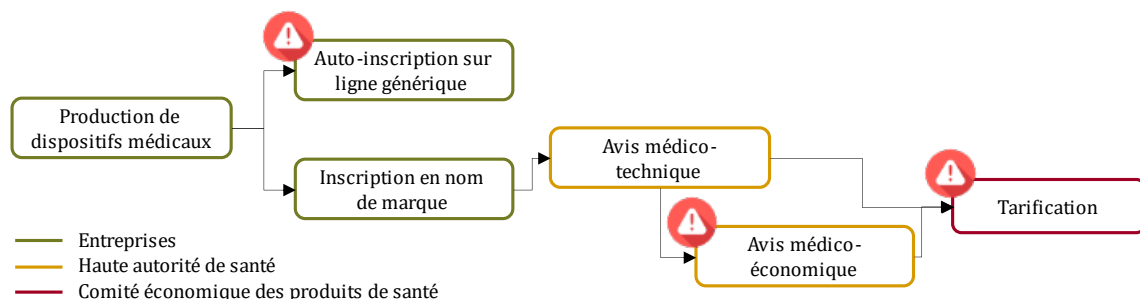 Auto-inscription sur
ligne générique
Production de
dispositifs médicaux
Inscription en nom
de marque
Avis médico-
technique
Avis médico-
économique
Tarification
Entreprises
Haute autorité de santé
Comité économique des produits de santé